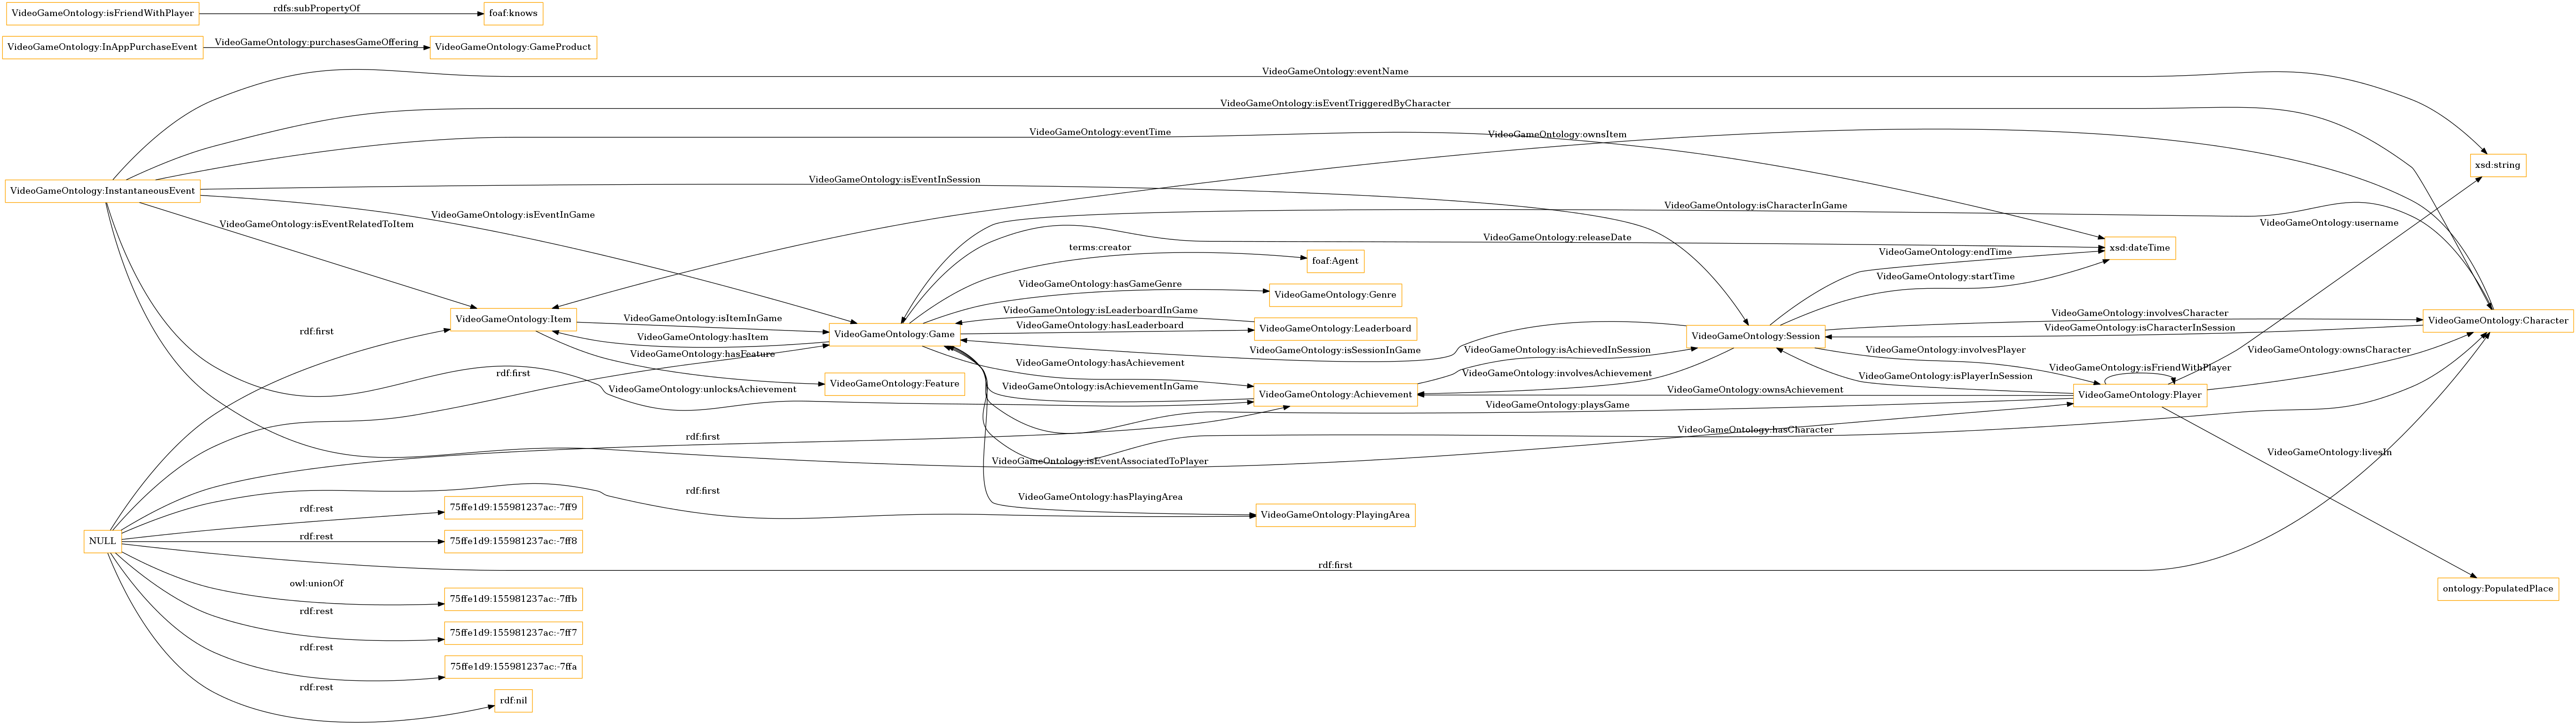 VideoGameOntology:isFriendWithPlayer
rdfs:subPropertyOf
foaf:knows
VideoGameOntology:InAppPurchaseEvent
VideoGameOntology:purchasesGameOffering
VideoGameOntology:GameProduct
VideoGameOntology:eventName
VideoGameOntology:isEventTriggeredByCharacter
VideoGameOntology:eventTime
VideoGameOntology:ownsItem
xsd:string
VideoGameOntology:isEventInSession
VideoGameOntology:InstantaneousEvent
VideoGameOntology:isEventInGame
VideoGameOntology:isCharacterInGame
VideoGameOntology:isEventRelatedToItem
VideoGameOntology:username
VideoGameOntology:releaseDate
terms:creator
xsd:dateTime
VideoGameOntology:endTime
foaf:Agent
VideoGameOntology:startTime
VideoGameOntology:hasGameGenre
VideoGameOntology:Genre
VideoGameOntology:isLeaderboardInGame
VideoGameOntology:involvesCharacter
VideoGameOntology:Item
VideoGameOntology:isItemInGame
VideoGameOntology:Character
VideoGameOntology:hasLeaderboard
VideoGameOntology:Leaderboard
VideoGameOntology:isCharacterInSession
rdf:first
VideoGameOntology:Game
VideoGameOntology:hasItem
VideoGameOntology:Session
VideoGameOntology:isSessionInGame
VideoGameOntology:isAchievedInSession
VideoGameOntology:involvesPlayer
VideoGameOntology:ownsCharacter
VideoGameOntology:hasFeature
VideoGameOntology:hasAchievement
VideoGameOntology:isFriendWithPlayer
rdf:first
VideoGameOntology:involvesAchievement
VideoGameOntology:isPlayerInSession
VideoGameOntology:Feature
VideoGameOntology:unlocksAchievement
VideoGameOntology:isAchievementInGame
VideoGameOntology:Achievement
VideoGameOntology:ownsAchievement
VideoGameOntology:Player
VideoGameOntology:playsGame
rdf:first
VideoGameOntology:hasCharacter
VideoGameOntology:livesIn
VideoGameOntology:isEventAssociatedToPlayer
rdf:first
VideoGameOntology:hasPlayingArea
rdf:rest
75ffe1d9:155981237ac:-7ff9
VideoGameOntology:PlayingArea
NULL
rdf:rest
75ffe1d9:155981237ac:-7ff8
rdf:first
owl:unionOf
75ffe1d9:155981237ac:-7ffb
ontology:PopulatedPlace
rdf:rest
75ffe1d9:155981237ac:-7ff7
rdf:rest
75ffe1d9:155981237ac:-7ffa
rdf:rest
rdf:nil